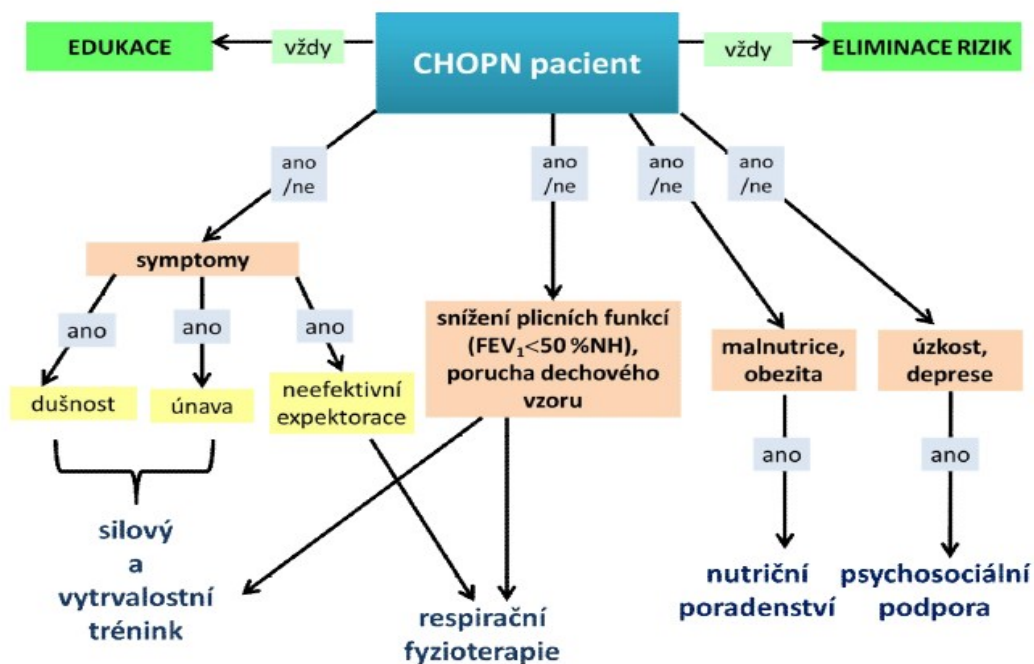 EDUKACE
vždy
CHOPN pacient
vždy
ELIMINACE RIZIK
ano
/ne
ano
/ne
ano
/ne
ano
/ne
symptomy
ano
ano
ano
dušnost
únava
neefektivní
expektorace
snížení plicních funkcí
(FEV₁<50 %NH),
porucha dechového
vzoru
malnutrice,
obezita
úzkost,
deprese
ano
ano
silový
a
vytrvalostní
trénink
respirační
fyzioterapie
nutriční
poradenství
psychosociální
podpora